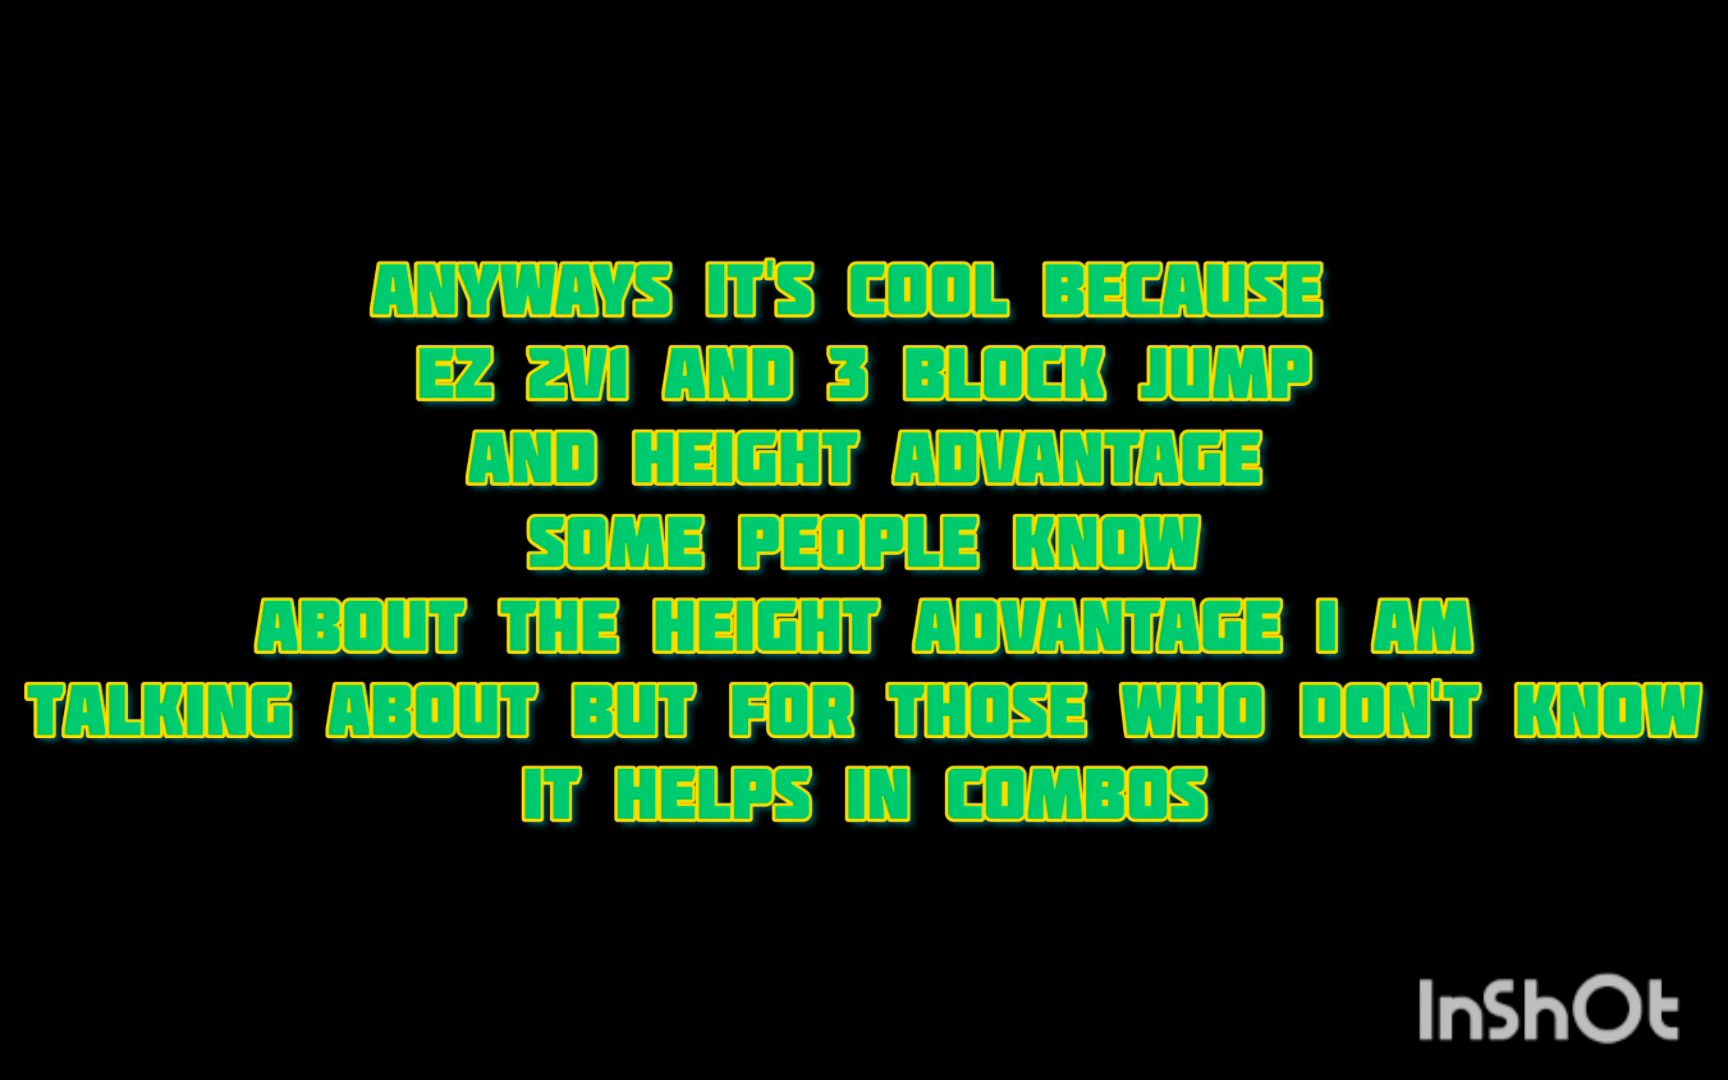 ANYWAYS IT'S COOL BECAUSE
EZ 2V1 AND 3 BLOCK JUMP
AND HEIGHT ADVANTAGE
SOME PEOPLE KNOW
ABOUT THE HEIGHT ADVANTAGE I AM
TALKING ABOUT BUT FOR THOSE WHO DON'T KNOW
IT HELPS IN COMBOS
InShOt